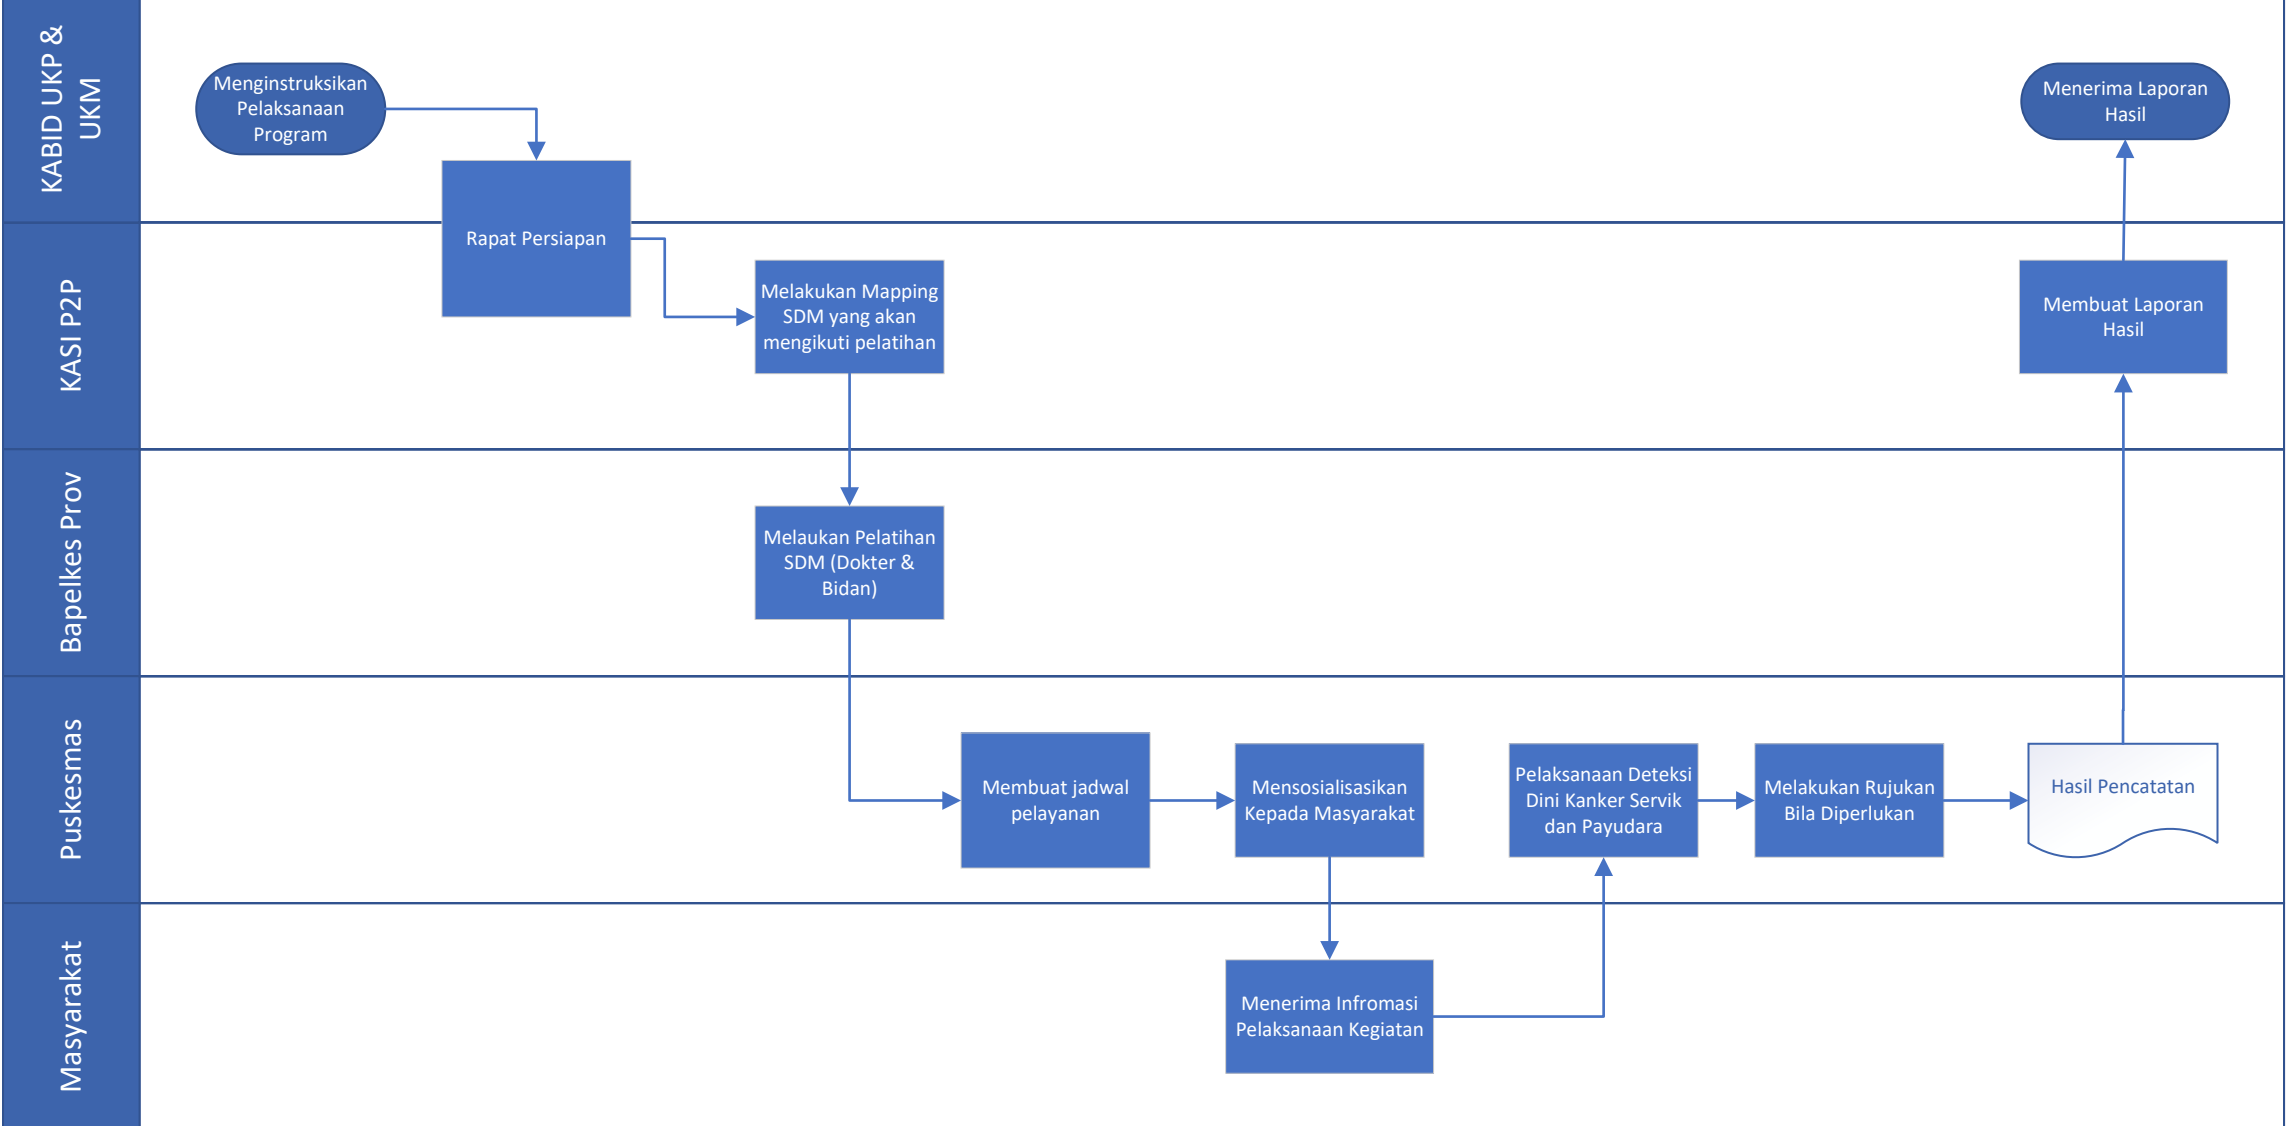 KABID UKP &
UKM
Menginstruksikan
Pelaksanaan
Program
Menerima Laporan
Hasil
Rapat Persiapan
KASI P2P
Melakukan Mapping
SDM yang akan
mengikuti pelatihan
Membuat Laporan
Hasil
Bapelkes Prov
Melaukan Pelatihan
SDM (Dokter &
Bidan)
Puskesmas
Membuat jadwal
pelayanan
Mensosialisasikan
Kepada Masyarakat
Pelaksanaan Deteksi
Dini Kanker Servik
dan Payudara
Melakukan Rujukan
Bila Diperlukan
Hasil Pencatatan
Masyarakat
Menerima Infromasi
Pelaksanaan Kegiatan